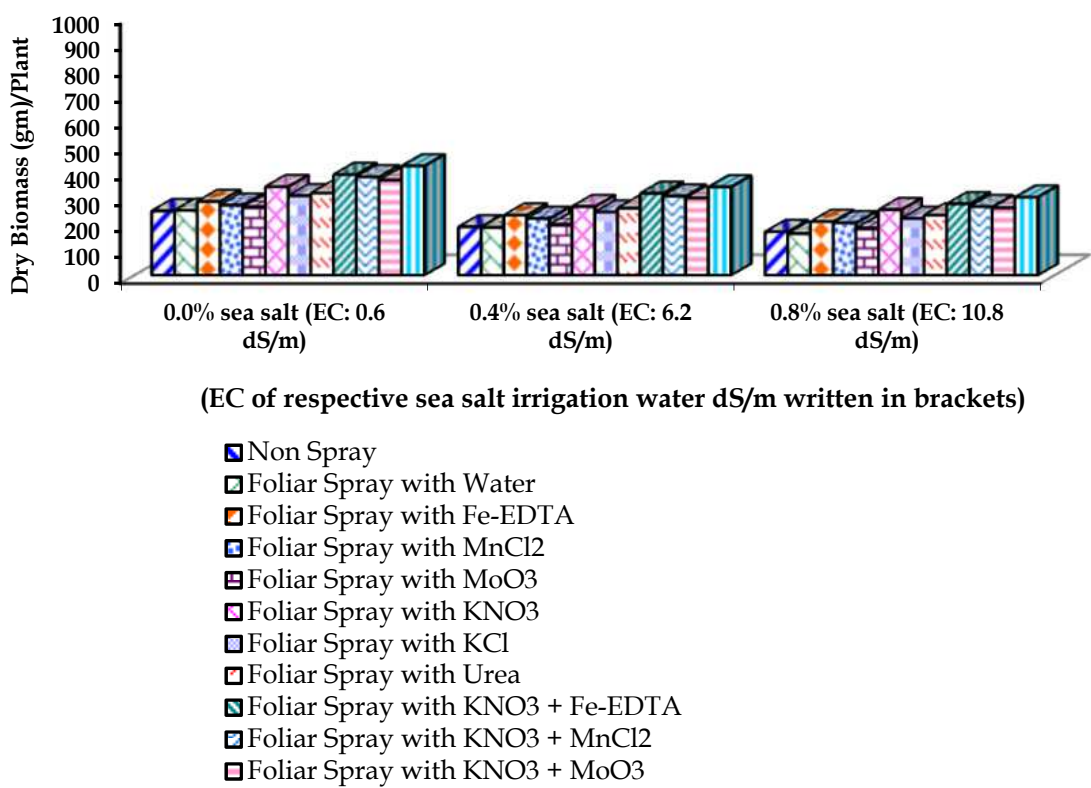 1000
900
800
700
600
500
400
300
200
100
0
Dry Biomass (gm)/Plant
0.0% sea salt (EC: 0.6
dS/m)
0.4% sea salt (EC: 6.2
dS/m)
0.8% sea salt (EC: 10.8
dS/m)
(EC of respective sea salt irrigation water dS/m written in brackets)
Non Spray
Foliar Spray with Water
Foliar Spray with Fe-EDTA
Foliar Spray with MnCl2
Foliar Spray with MoO3
Foliar Spray with KNO3
Foliar Spray with KCl
Foliar Spray with Urea
Foliar Spray with KNO3 + Fe-EDTA
Foliar Spray with KNO3 + MnCl2
Foliar Spray with KNO3 + MoO3